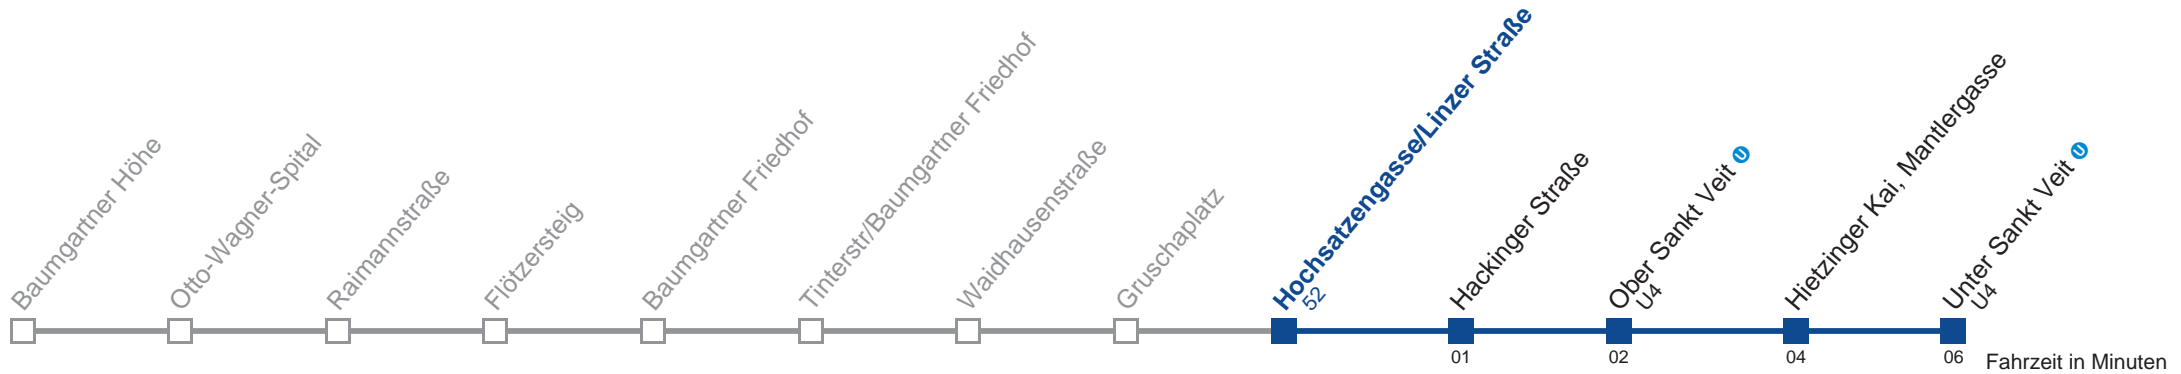 Baumgartner Höhe
Otto-Wagner-Spital
Raimannstraße
Flötzersteig
Baumgartner Friedhof
Tinterstr/Baumgartner Friedhof
Waidhausenstraße
Gruschaplatz
Hochsatzengasse/Linzer Straße
52
Hackinger Straße
Ober Sankt Veit U
U4
Hietzinger Kai, Mantlergasse
Unter Sankt Veit U
U4
01
02
04
06
Fahrzeit in Minuten